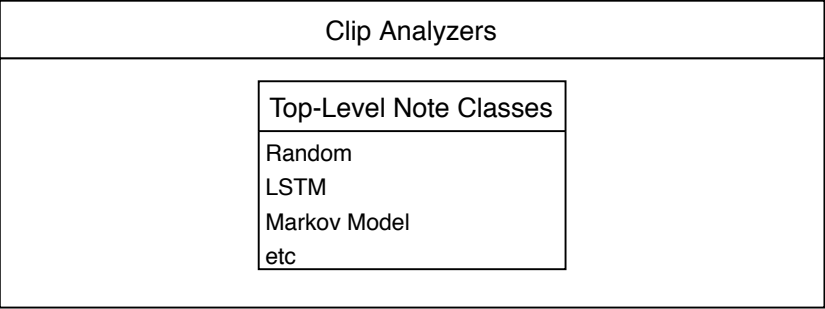 Clip Analyzers
Top-Level Note Classes
Random
LSTM
Markov Model
etc